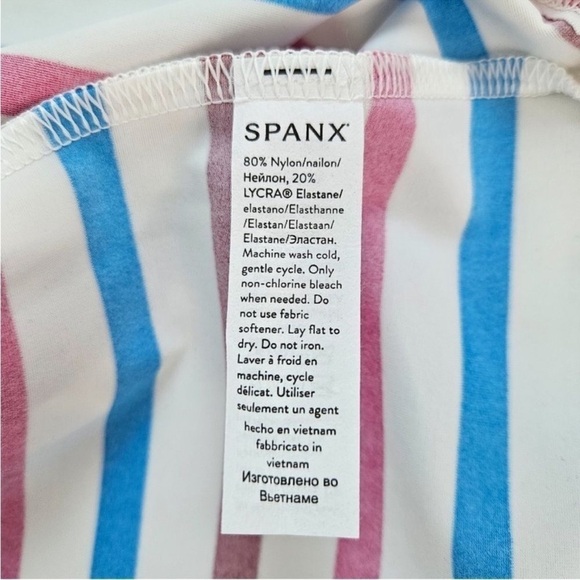 SPANX
80% Nylon/nailon/
Нейлон, 20%
LYCRA® Elastane/
elastano/Elasthanne
/Elastan/Elastaan/
Elastane/Эластан.
Machine wash cold,
gentle cycle. Only
non-chlorine bleach
when needed. Do
not use fabric
softener. Lay flat to
dry. Do not iron.
Laver à froid en
machine, cycle
délicat. Utiliser
seulement un agent
hecho en vietnam
fabbricato in
vietnam
Изготовлено во
Вьетнаме